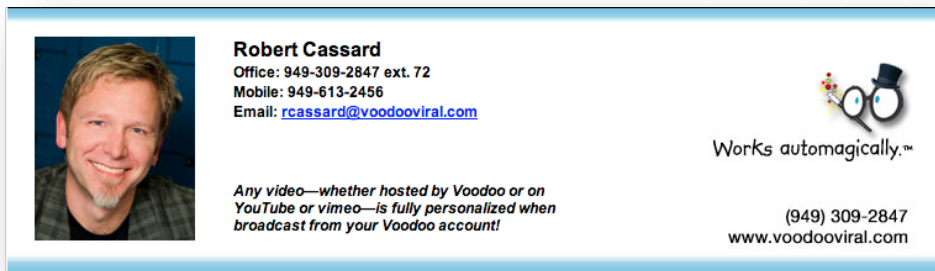 Robert Cassard
Office: 949-309-2847 ext. 72
Mobile: 949-613-2456
Email: rcassard@voodooviral.com
Any video—whether hosted by Voodoo or on
YouTube or vimeo—is fully personalized when
broadcast from your Voodoo account!
Works automagically.™
(949) 309-2847
www.voodooviral.com